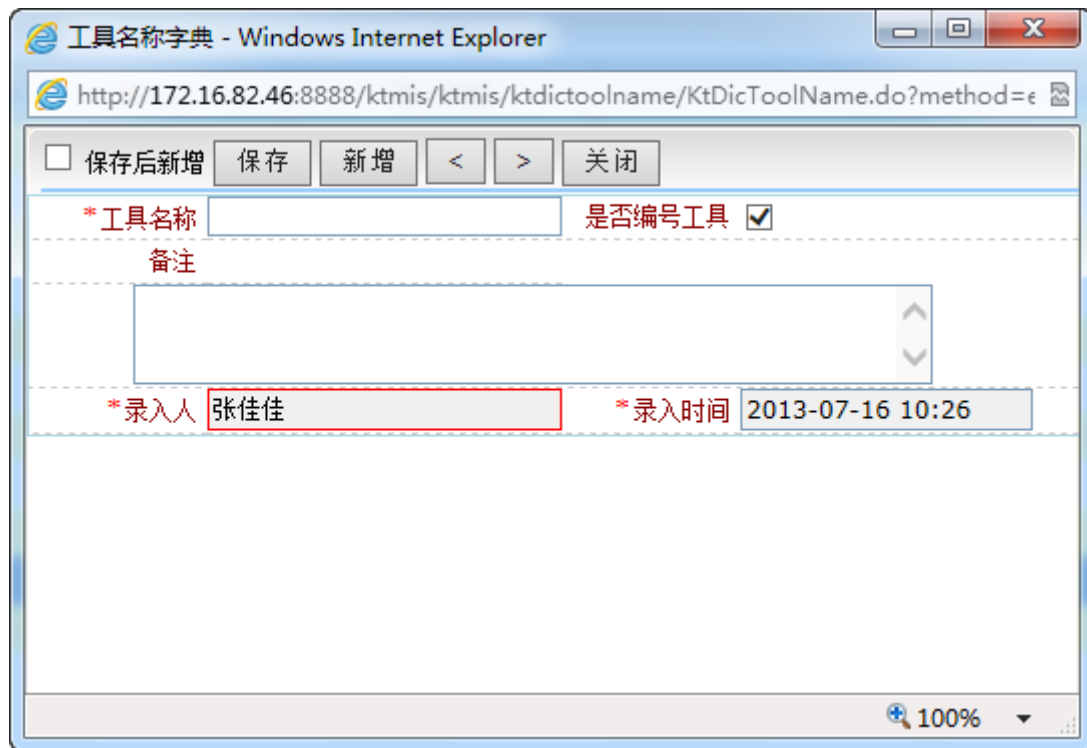 工具名称字典 - Windows Internet Explorer
http://172.16.82.46:8888/ktmis/ktmis/ktdictoolname/KtDicToolName.do?method=e
保存后新增 保存 新增 < > 关闭
*工具名称 是否编号工具
备注
*录入人 张佳佳 *录入时间 2013-07-16 10:26
100%